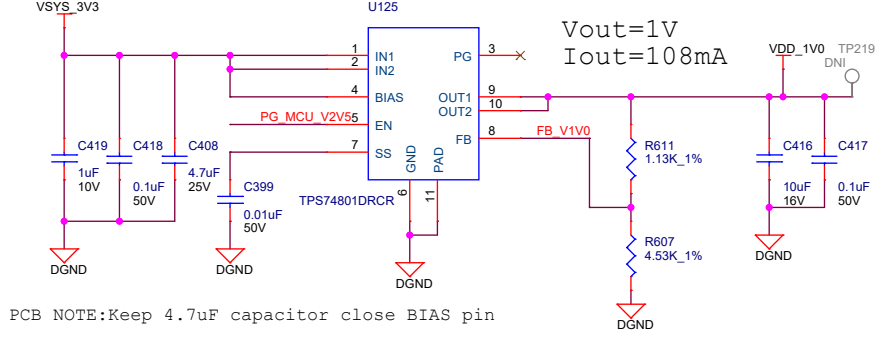 VSYS_3V3
U125
Vout=1V
Iout=108mA
VDD_1V0
TP219
DNI
1
IN1
2
IN2
4
BIAS
PG_MCU_V2V5
5
EN
7
SS
PG
3
OUT1
9
OUT2
10
FB
8
FB_V1V0
GND
PAD
6
11
TPS74801DRCR
C419
1uF
10V
C418
0.1uF
50V
C408
4.7uF
25V
C399
0.01uF
50V
R611
1.13K_1%
R607
4.53K_1%
C416
10uF
16V
C417
0.1uF
50V
DGND
DGND
DGND
DGND
DGND
PCB NOTE:Keep 4.7uF capacitor close BIAS pin